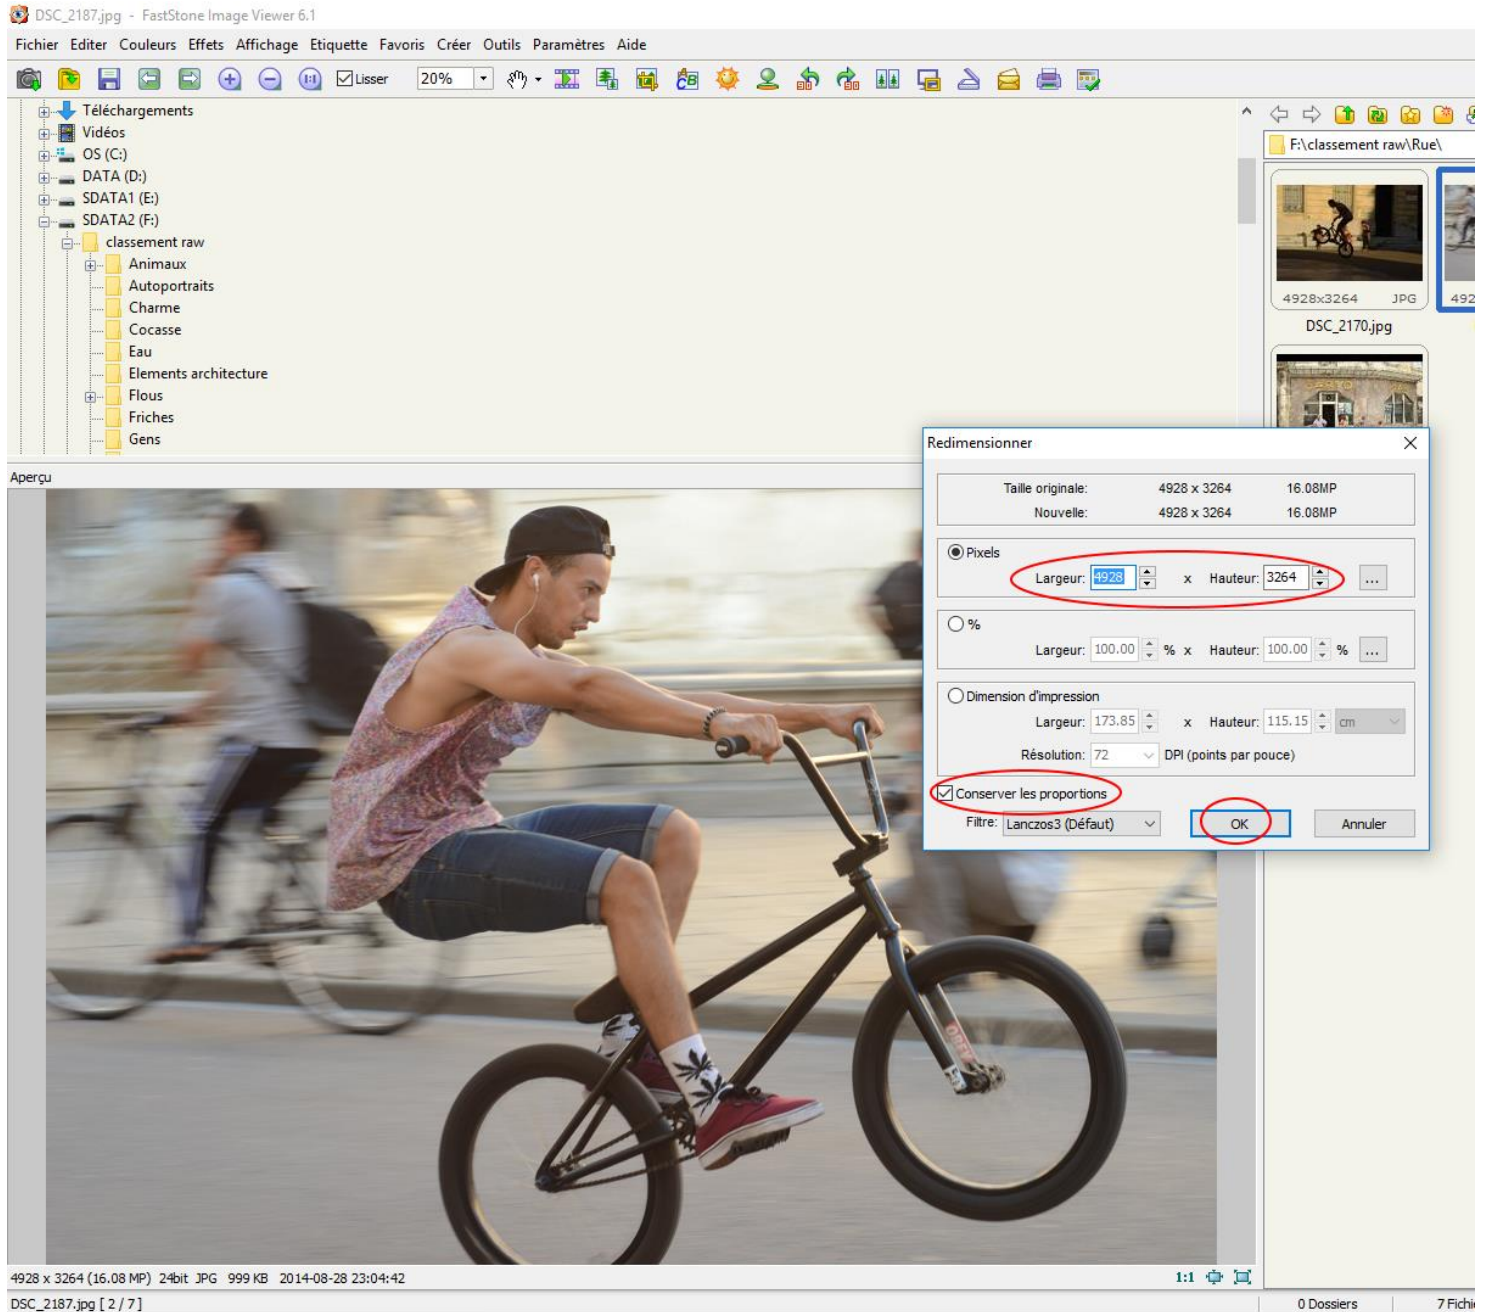 DSC_2187.jpg - FastStone Image Viewer 6.1
Fichier Editer Couleurs Effets Affichage Etiquette Favoris Créer Outils Paramètres Aide
Lisser 20%
Téléchargements
Vidéos
OS (C:)
DATA (D:)
SDATA1 (E:)
SDATA2 (F:)
classement raw
Animaux
Autoportraits
Charme
Cocasse
Eau
Elements architecture
Flous
Friches
Gens
F:\classement raw\Rue\
4928x3264 JPG
492
DSC_2170.jpg
Aperçu
Redimensionner
Taille originale: 4928 x 3264 16.08MP
Nouvelle: 4928 x 3264 16.08MP
Pixels
Largeur: 4928 x Hauteur: 3264 ...
%
Largeur: 100.00 % x Hauteur: 100.00 % ...
Dimension d'impression
Largeur: 173.85 x Hauteur: 115.15 cm
Résolution: 72 DPI (points par pouce)
Conserver les proportions
Filtre: Lanczos3 (Défaut) OK Annuler
OBEY
4928 x 3264 (16.08 MP) 24bit JPG 999 KB 2014-08-28 23:04:42 1:1
DSC_2187.jpg [ 2 / 7 ] 0 Dossiers 7 Fichi